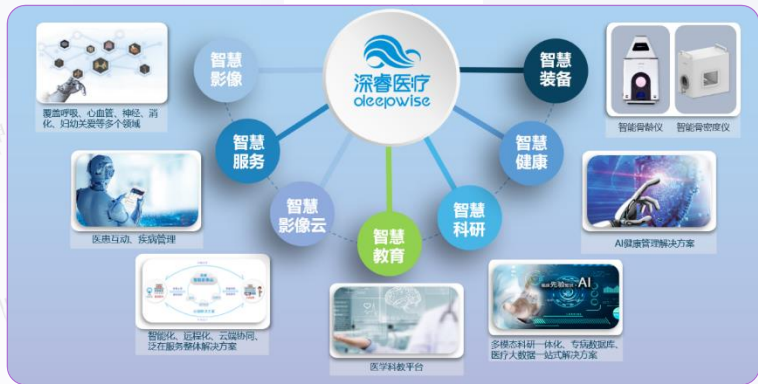 深睿医疗
deepwise
智慧
影像
覆盖呼吸、心血管、神经、消
化、妇幼关爱等多个领域
智慧
服务
医患互动、疾病管理
智慧
影像云
智能化、远程化、云端协同、
泛在服务整体解决方案
智慧
教育
医学科教平台
智慧
科研
多模态科研一体化、专病数据库、
医疗大数据一站式解决方案
智慧
健康
AI健康管理解决方案
智慧
装备
智能骨龄仪
智能骨密度仪